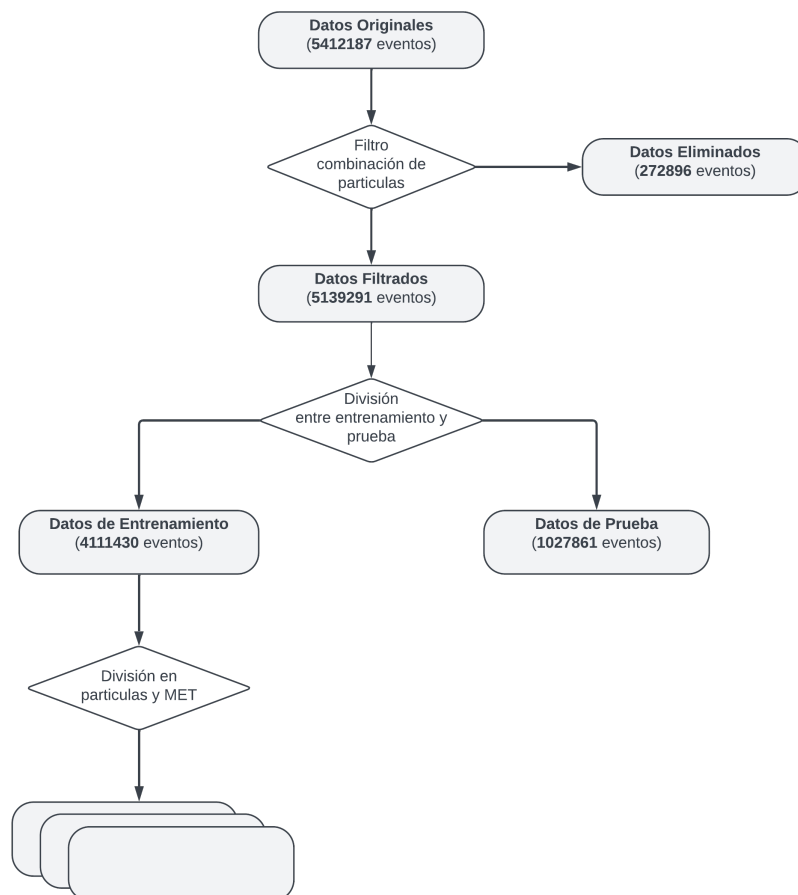 Datos Originales
(5412187 eventos)
Filtro
combinación de
particulas
Datos Eliminados
(272896 eventos)
Datos Filtrados
(5139291 eventos)
División
entre entrenamiento y
prueba
Datos de Entrenamiento
(4111430 eventos)
Datos de Prueba
(1027861 eventos)
División en
particulas y MET